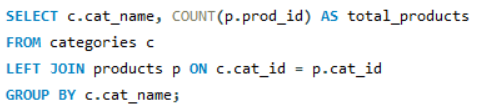 SELECT c.cat_name, COUNT(p.prod_id) AS total_products
FROM categories c
LEFT JOIN products p ON c.cat_id = p.cat_id
GROUP BY c.cat_name;